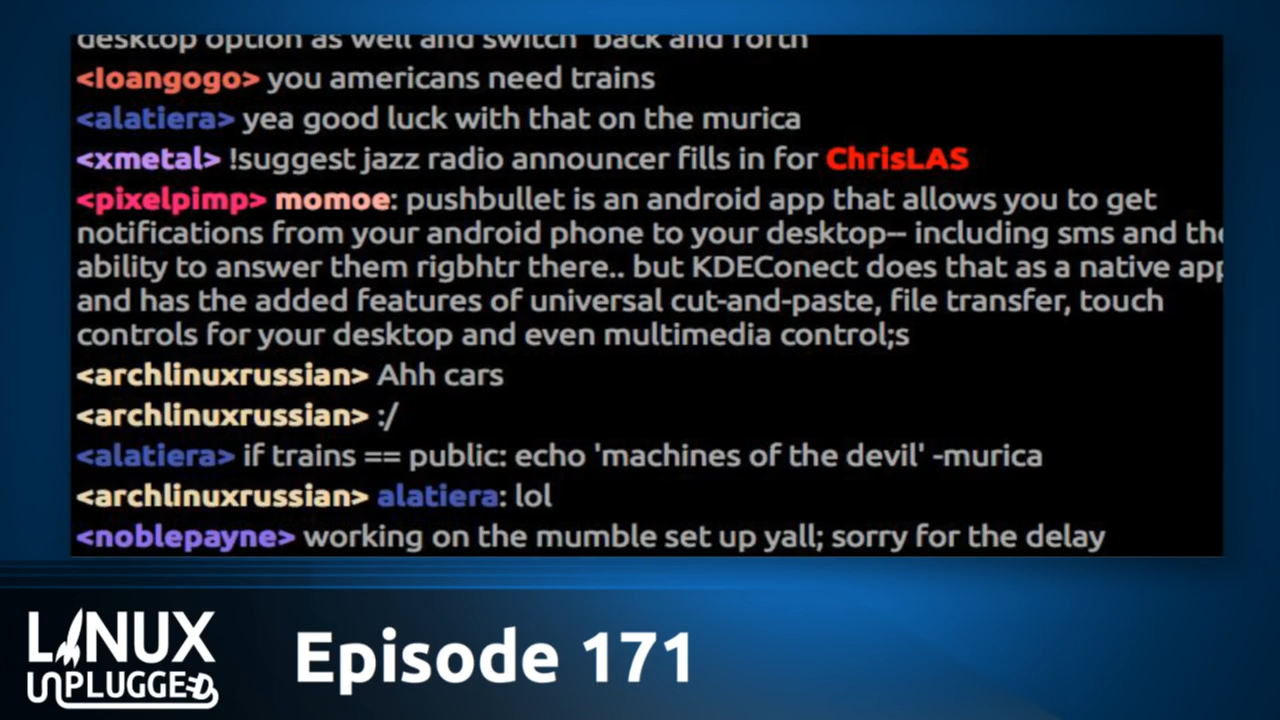 desktop option as well and switch back and forth
<loangogo> you americans need trains
<alatiera> yea good luck with that on the murica
<xmetal> !suggest jazz radio announcer fills in for ChrisLAS
<pixelpimp> momoe: pushbullet is an android app that allows you to get
notifications from your android phone to your desktop-- including sms and the
ability to answer them rigbhtr there.. but KDEConect does that as a native app
and has the added features of universal cut-and-paste, file transfer, touch
controls for your desktop and even multimedia control;s
<archlinuxrussian> Ahh cars
<archlinuxrussian> :/
<alatiera> if trains == public: echo 'machines of the devil' -murica
<archlinuxrussian> alatiera: lol
<noblepayne> working on the mumble set up yall; sorry for the delay
LINUX
UNPLUGGED
Episode 171